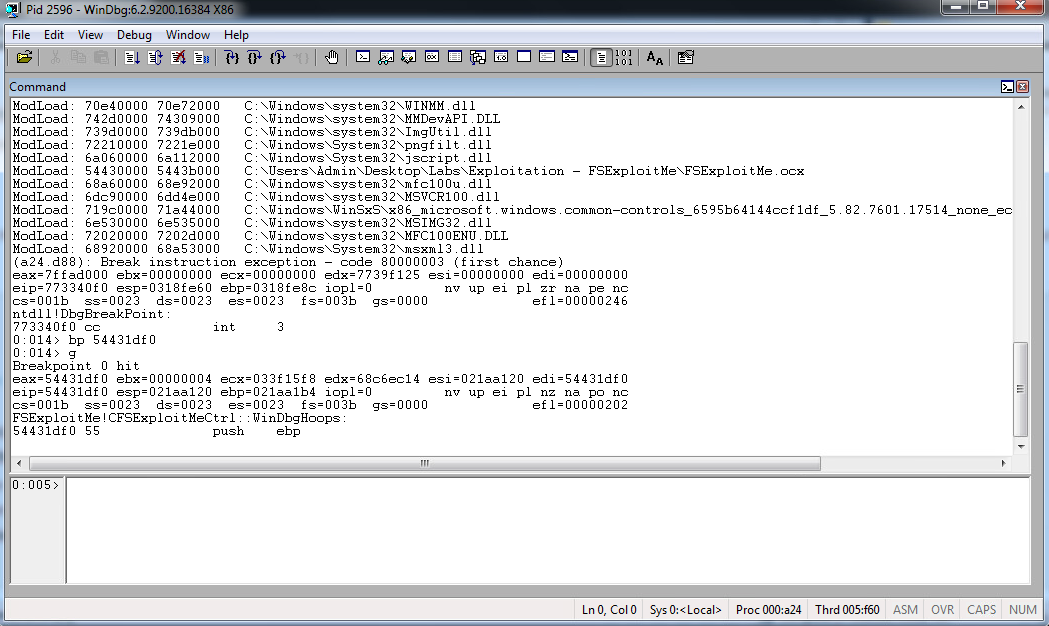 Pid 2596 - WinDbg:6.2.9200.16384 X86
File Edit View Debug Window Help
Command
ModLoad: 70e40000 70e72000   C:\Windows\system32\WINMM.dll
ModLoad: 742d0000 74309000   C:\Windows\system32\MMDevAPI.DLL
ModLoad: 739d0000 739db000   C:\Windows\system32\ImgUtil.dll
ModLoad: 72210000 7221e000   C:\Windows\system32\pngfilt.dll
ModLoad: 6a060000 6a112000   C:\Windows\system32\jscript.dll
ModLoad: 54430000 5443b000   C:\Users\Admin\Desktop\Labs\Exploitation - FSExploitMe\FSExploitMe.ocx
ModLoad: 68a60000 68e92000   C:\Windows\system32\mfc100u.dll
ModLoad: 6dc90000 6dd4e000   C:\Windows\system32\MSVCR100.dll
ModLoad: 719c0000 71a44000   C:\Windows\WinSxS\x86_microsoft.windows.common-controls_6595b64144ccf1df_5.82.7601.17514_none_ec
ModLoad: 6e530000 6e535000   C:\Windows\system32\MSIMG32.dll
ModLoad: 72020000 7202d000   C:\Windows\system32\MFC100ENU.DLL
ModLoad: 68920000 68a53000   C:\Windows\system32\msxml3.dll
(a24.d88): Break instruction exception - code 80000003 (first chance)
eax=7ffad000 ebx=00000000 ecx=00000000 edx=7739f125 esi=00000000 edi=00000000
eip=773340f0 esp=0318fe60 ebp=0318fe8c iopl=0         nv up ei pl zr na pe nc
cs=001b  ss=0023  ds=0023  es=0023  fs=003b  gs=0000             efl=00000246
ntdll!DbgBreakPoint:
773340f0 cc              int     3
0:014> bp 54431df0
0:014> g
Breakpoint 0 hit
eax=54431df0 ebx=00000004 ecx=033f15f8 edx=68c6ec14 esi=021aa120 edi=54431df0
eip=54431df0 esp=021aa120 ebp=021aa1b4 iopl=0         nv up ei pl nz na po nc
cs=001b  ss=0023  ds=0023  es=0023  fs=003b  gs=0000             efl=00000202
FSExploitMe!CFSExploitMeCtrl::WinDbgHoops:
54431df0 55              push    ebp
0:005>
Ln 0, Col 0 Sys 0:<Local> Proc 000:a24 Thrd 005:f60 ASM OVR CAPS NUM